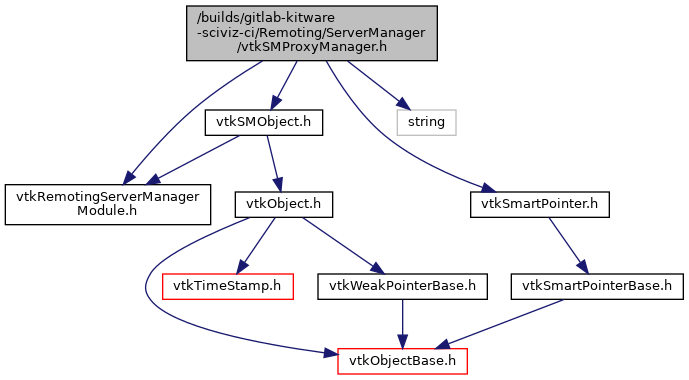 /builds/gitlab-kitware
-sciviz-ci/Remoting/ServerManager
/vtkSMProxyManager.h
vtkSMObject.h
string
vtkRemotingServerManager
Module.h
vtkObject.h
vtkSmartPointer.h
vtkTimeStamp.h
vtkWeakPointerBase.h
vtkSmartPointerBase.h
vtkObjectBase.h